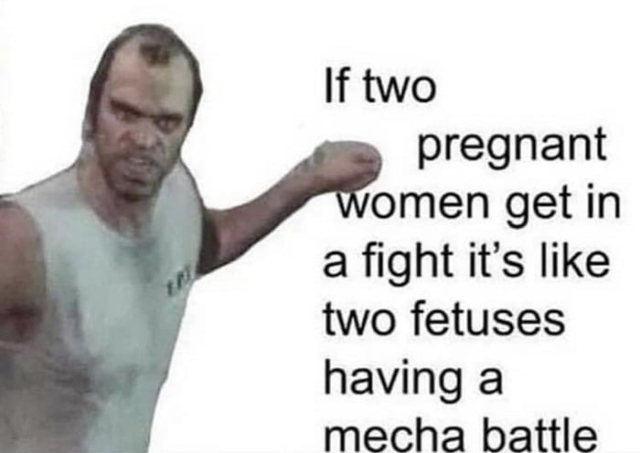 If two
pregnant
women get in
a fight it's like
two fetuses
having a
mecha battle